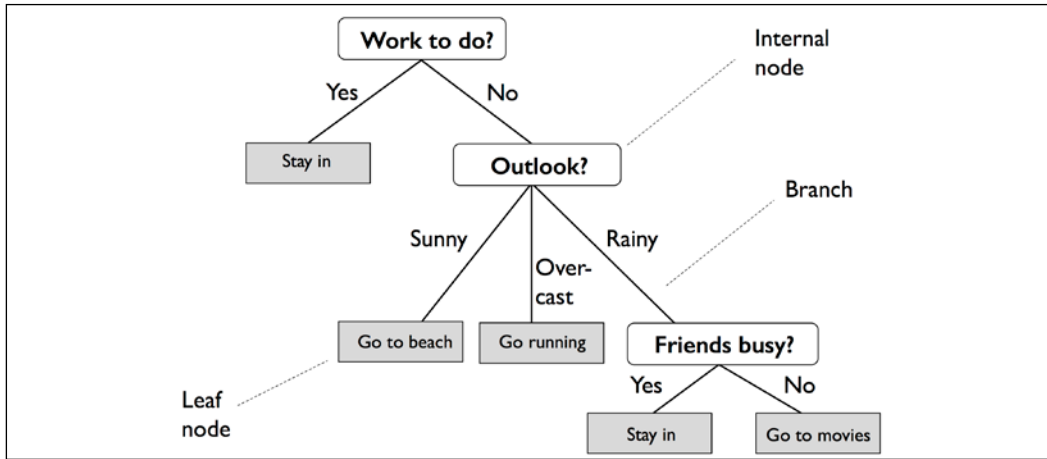 Work to do?
Internal
node
Yes
No
Stay in
Outlook?
Branch
Sunny
Over-
cast
Rainy
Go to beach
Go running
Friends busy?
Leaf
node
Yes
No
Stay in
Go to movies